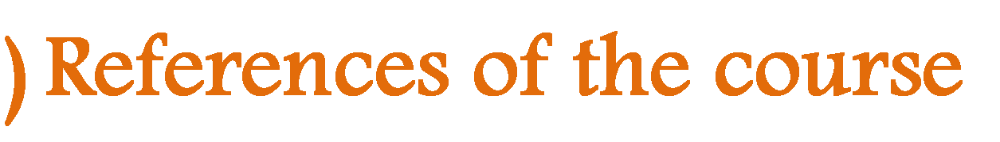 ) References of the course